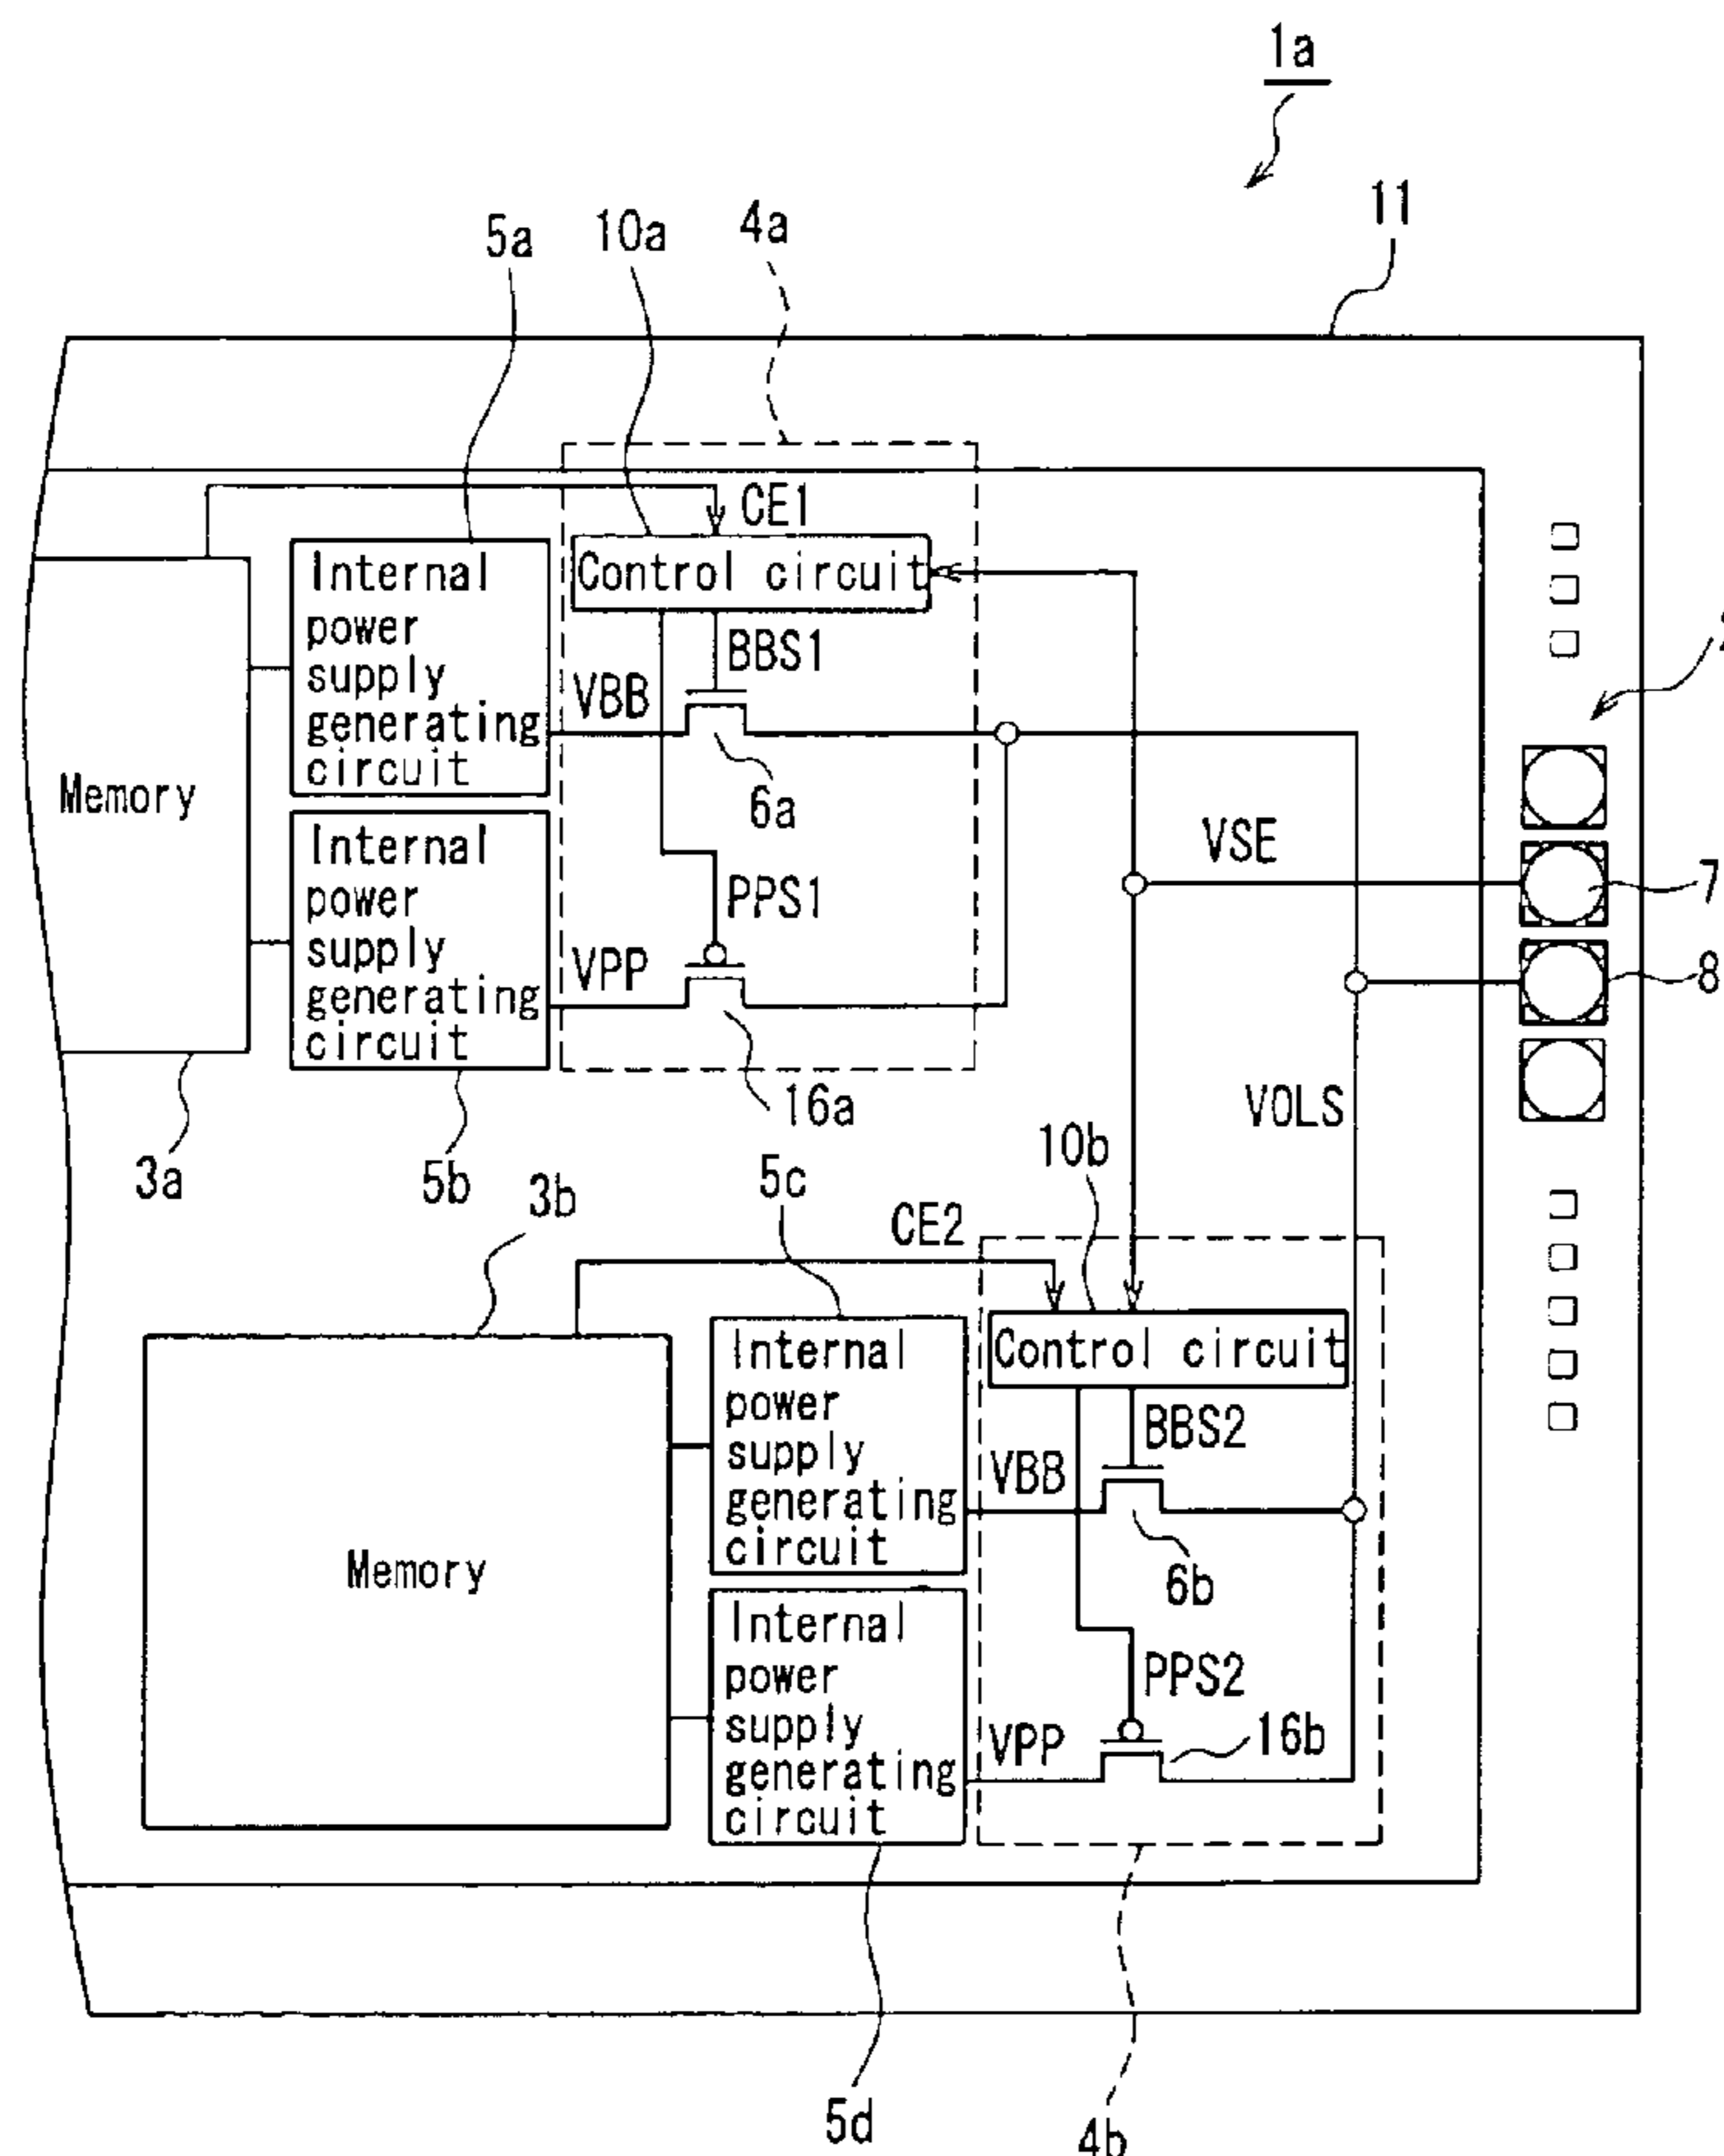 1a
11
5a
10a
4a
CE1
Control circuit
Internal
power
supply
generating
circuit
BBS1
VBB
6a
Memory
VSE
7
Internal
power
supply
generating
circuit
PPS1
VPP
8
16a
VOLS
3a
5b
3b
5c
10b
CE2
Control circuit
Internal
power
supply
generating
circuit
BBS2
VBB
6b
Memory
Internal
power
supply
generating
circuit
PPS2
VPP
16b
5d
4b